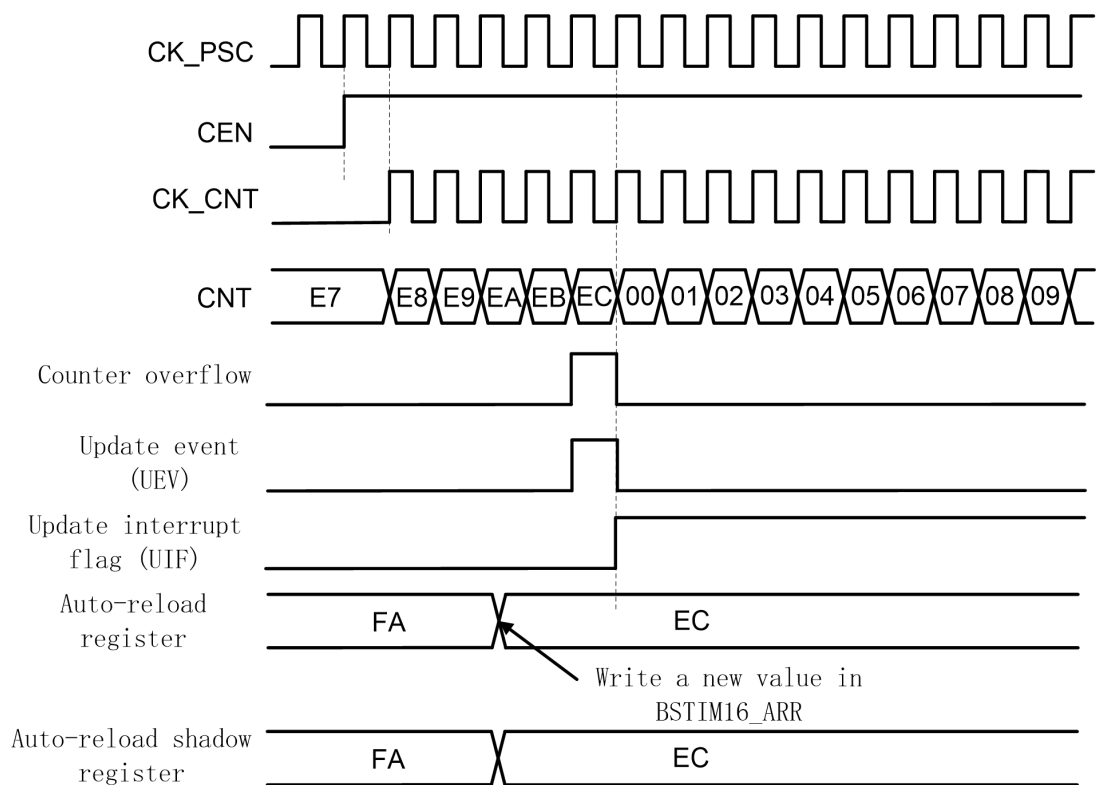 CK_PSC
CEN
CK_CNT
CNT E7 E8 E9 EA EB EC 00 01 02 03 04 05 06 07 08 09
Counter overflow
Update event
(UEV)
Update interrupt
flag (UIF)
Auto-reload
register
FA EC
Write a new value in
BSTIM16_ARR
Auto-reload shadow
register
FA EC